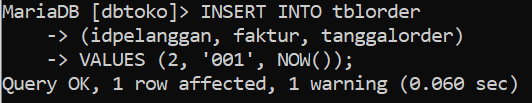 MariaDB [dbtoko]> INSERT INTO tblorder
-> (idpelanggan, faktur, tanggalorder)
-> VALUES (2, '001', NOW());
Query OK, 1 row affected, 1 warning (0.060 sec)